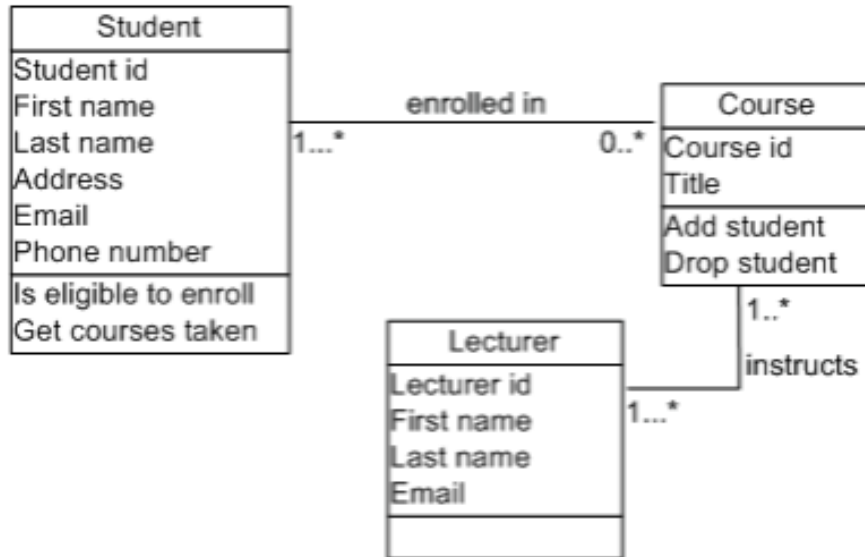 Student
Student id
First name
Last name
Address
Email
Phone number
Is eligible to enroll
Get courses taken
enrolled in
1...*
0..*
Course
Course id
Title
Add student
Drop student
1..*
instructs
1...*
Lecturer
Lecturer id
First name
Last name
Email